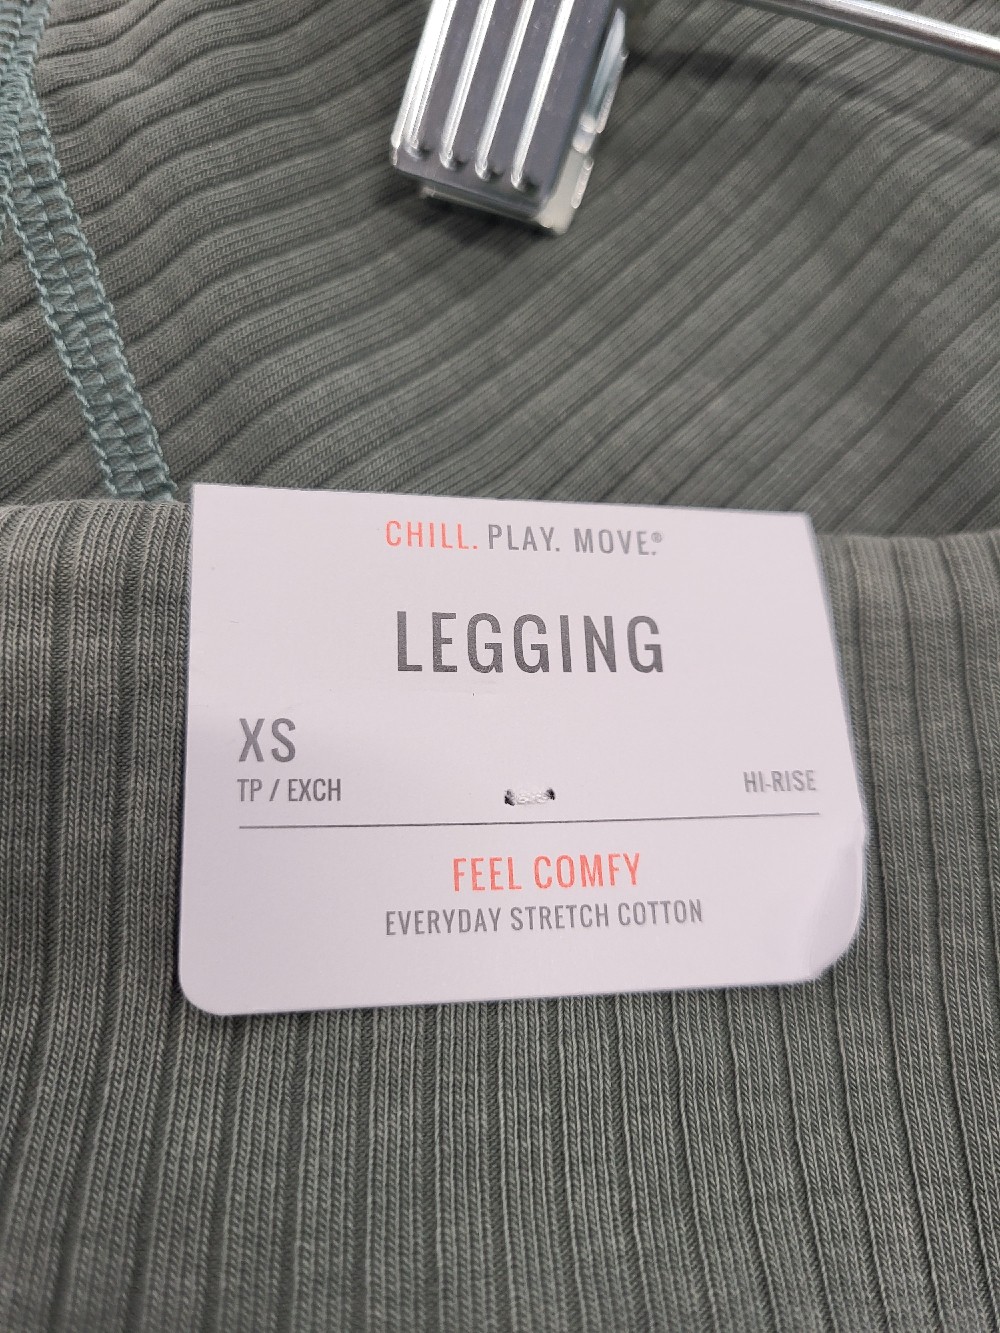 CHILL. PLAY. MOVE.®
LEGGING
XS
TP / EXCH
HI-RISE
FEEL COMFY
EVERYDAY STRETCH COTTON